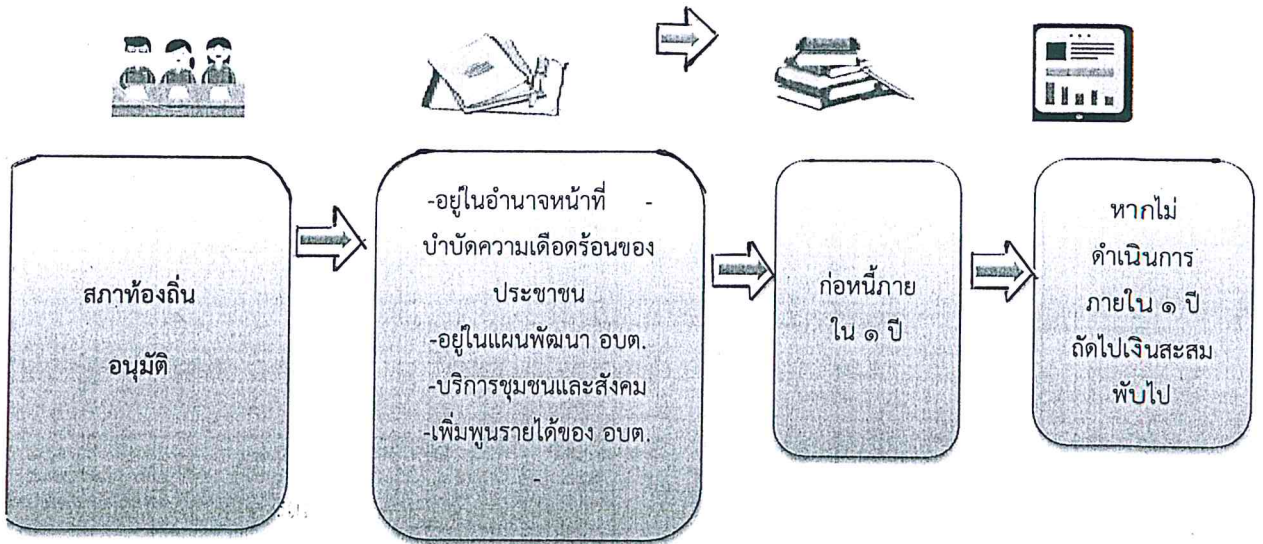 สภาท้องถิ่น
อนุมัติ
-อยู่ในอำนาจหน้าที่ -
บำบัดความเดือดร้อนของ
ประชาชน
-อยู่ในแผนพัฒนา อบต.
-บริการชุมชนและสังคม
-เพิ่มพูนรายได้ของ อบต.
-
ก่อหนี้ภาย
ใน ๑ ปี
หากไม่
ดำเนินการ
ภายใน ๑ ปี
ถัดไปเงินสะสม
พับไป